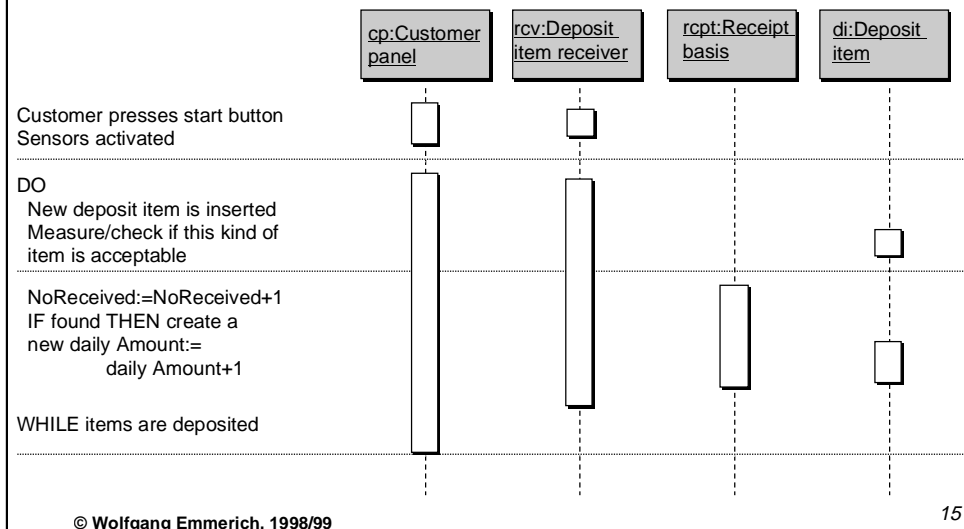 cp:Customer
panel
rcv:Deposit
item receiver
rcpt:Receipt
basis
di:Deposit
item
Customer presses start button
Sensors activated
DO
New deposit item is inserted
Measure/check if this kind of
item is acceptable
NoReceived:=NoReceived+1
IF found THEN create a
new daily Amount:=
daily Amount+1
WHILE items are deposited
© Wolfgang Emmerich, 1998/99
15